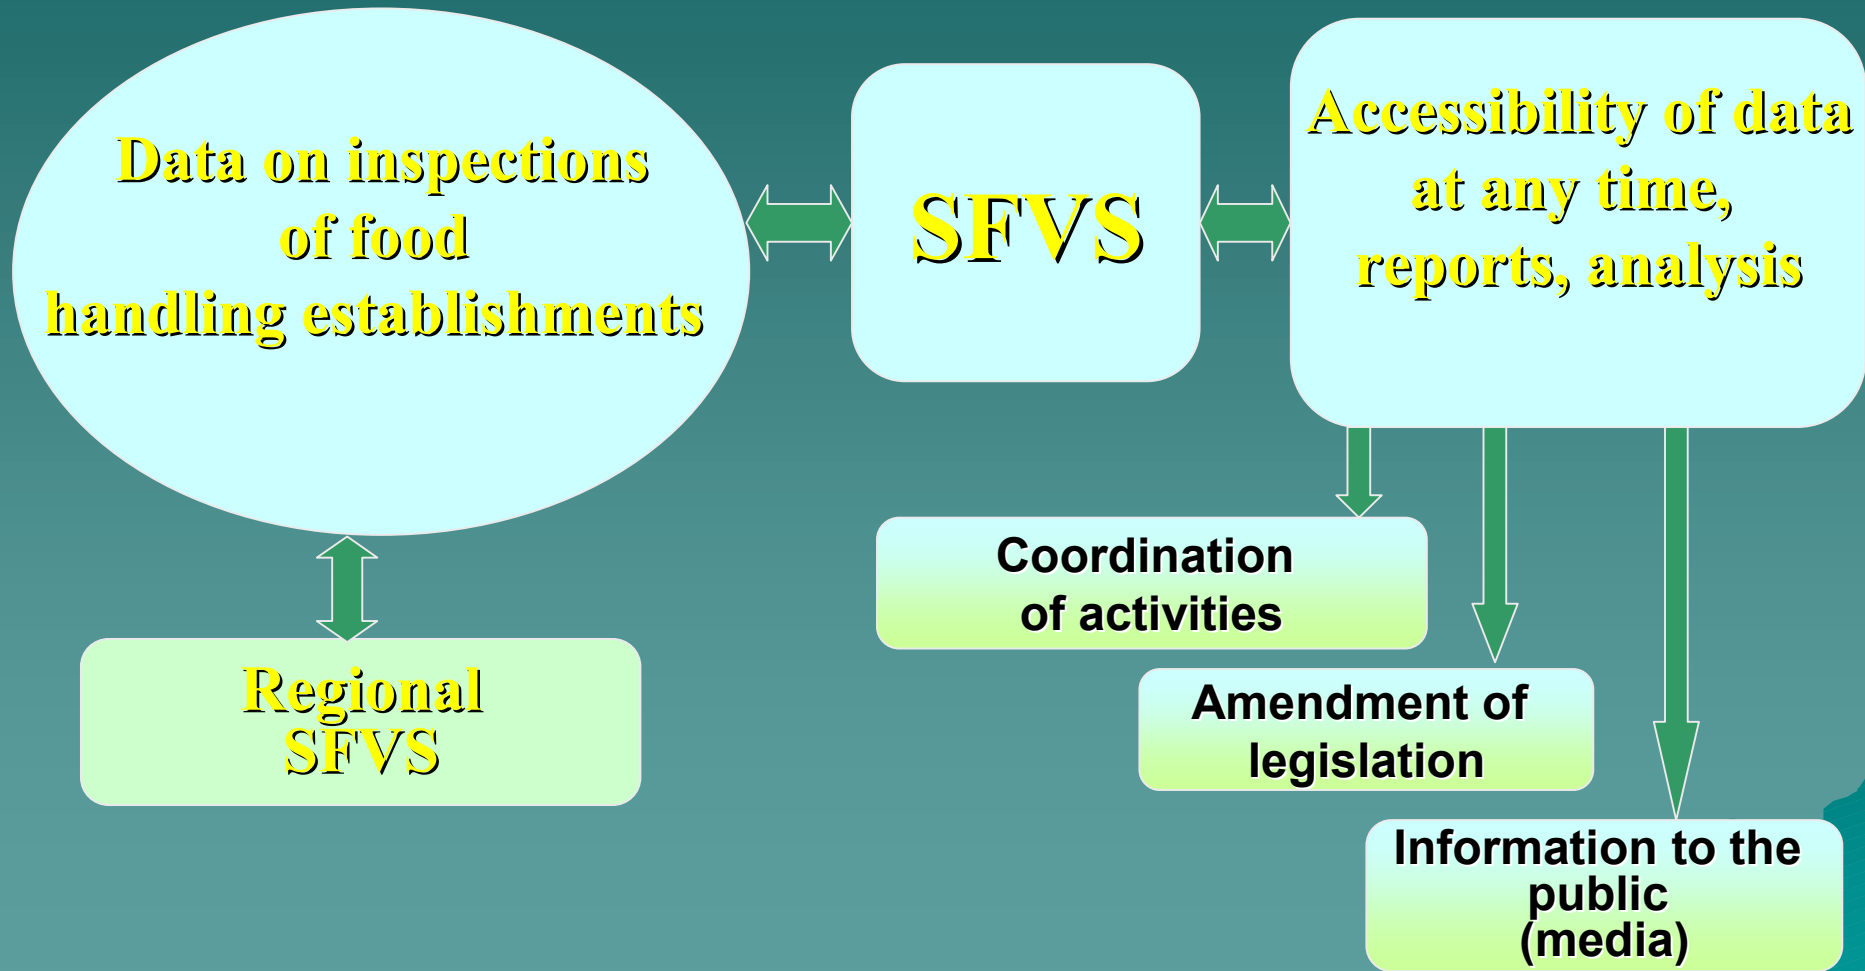 Data on inspections
of food
handling establishments
SFVS
Accessibility of data
at any time,
reports, analysis
Coordination
of activities
Regional
SFVS
Amendment of
legislation
Information to the
public
(media)